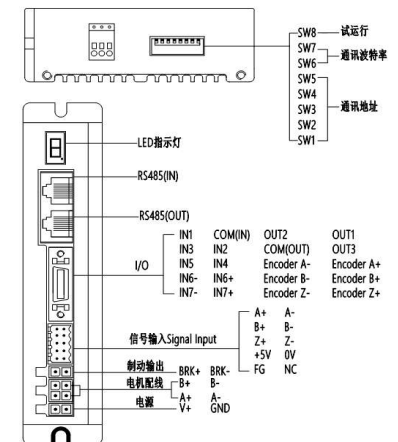 SW8 试运行
SW7
SW6 通讯波特率
SW5
SW4
SW3 通讯地址
SW2
SW1
LED指示灯
RS485(IN)
RS485(OUT)
I/O
IN1 COM(IN) OUT2 OUT1
IN3 IN2 COM(OUT) OUT3
IN5 IN4 Encoder A- Encoder A+
IN6- IN6+ Encoder B- Encoder B+
IN7- IN7+ Encoder Z- Encoder Z+
信号输入Signal Input
A+ A-
B+ B-
Z+ Z-
+5V 0V
FG NC
制动输出 BRK+ BRK-
电机配线 B+ B-
A+ A-
电源 V+ GND